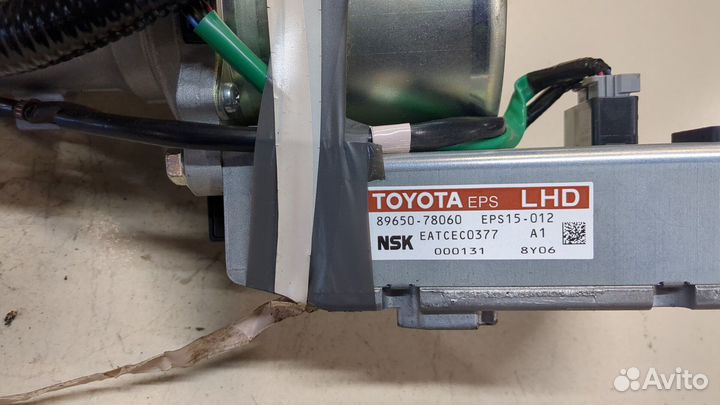 TOYOTA EPS LHD
89650-78060 EPS15-012
NSK EATCEC0377 A1
000131 8Y06
Avito